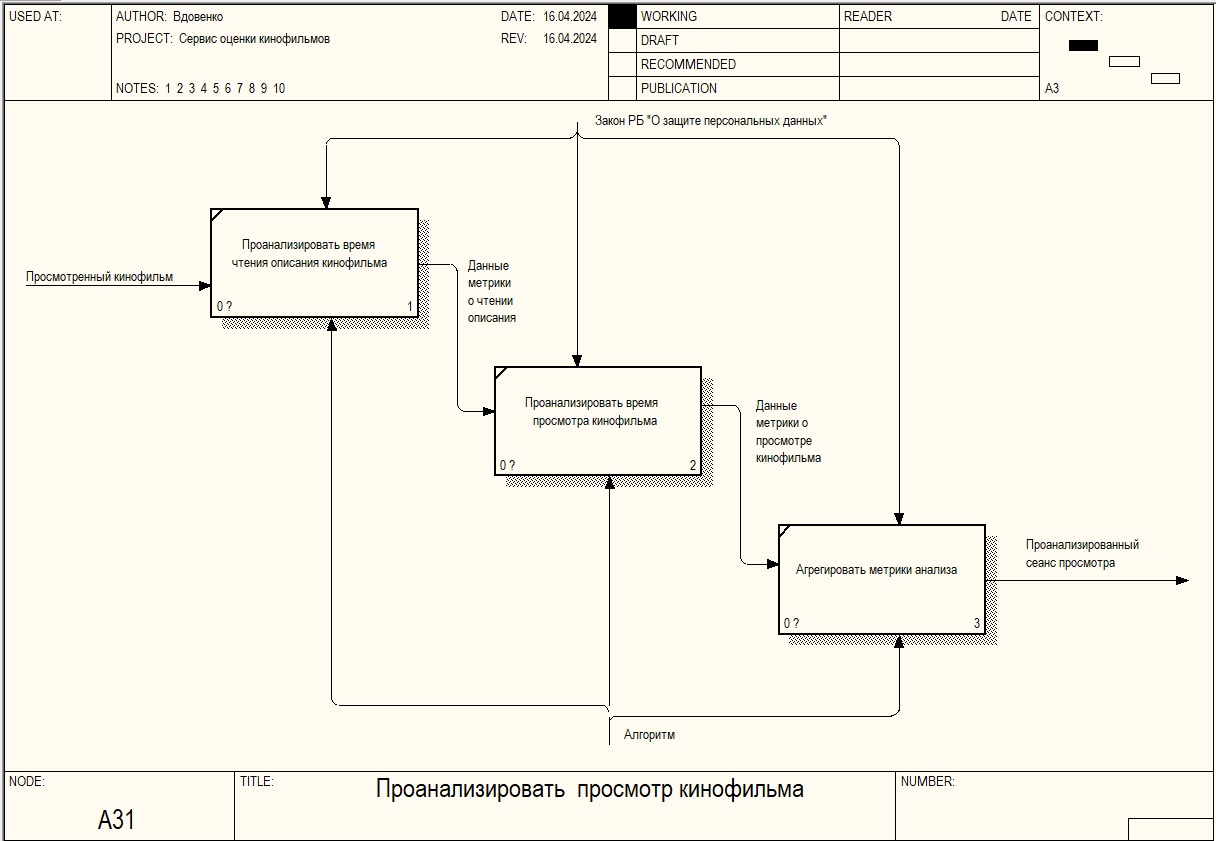 USED AT:
AUTHOR: Вдовенко
DATE: 16.04.2024
WORKING
READER
DATE
CONTEXT:
PROJECT: Сервис оценки кинофильмов
REV: 16.04.2024
DRAFT
RECOMMENDED
NOTES: 1 2 3 4 5 6 7 8 9 10
PUBLICATION
A3
Закон РБ "О защите персональных данных"
Просмотренный кинофильм
Проанализировать время
чтения описания кинофильма
0 ?
1
Данные
метрики
о чтении
описания
Проанализировать время
просмотра кинофильма
0 ?
2
Данные
метрики о
просмотре
кинофильма
Агрегировать метрики анализа
0 ?
3
Проанализированный
сеанс просмотра
Алгоритм
NODE:
A31
TITLE:
Проанализировать просмотр кинофильма
NUMBER: